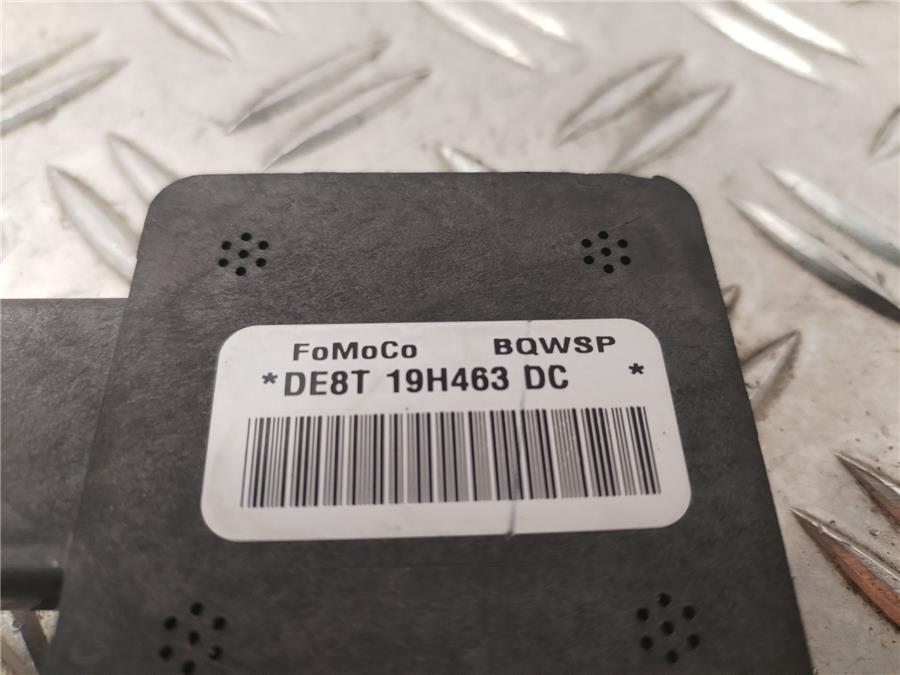 FoMoCo BQWSP
*DE8T 19H463 DC *